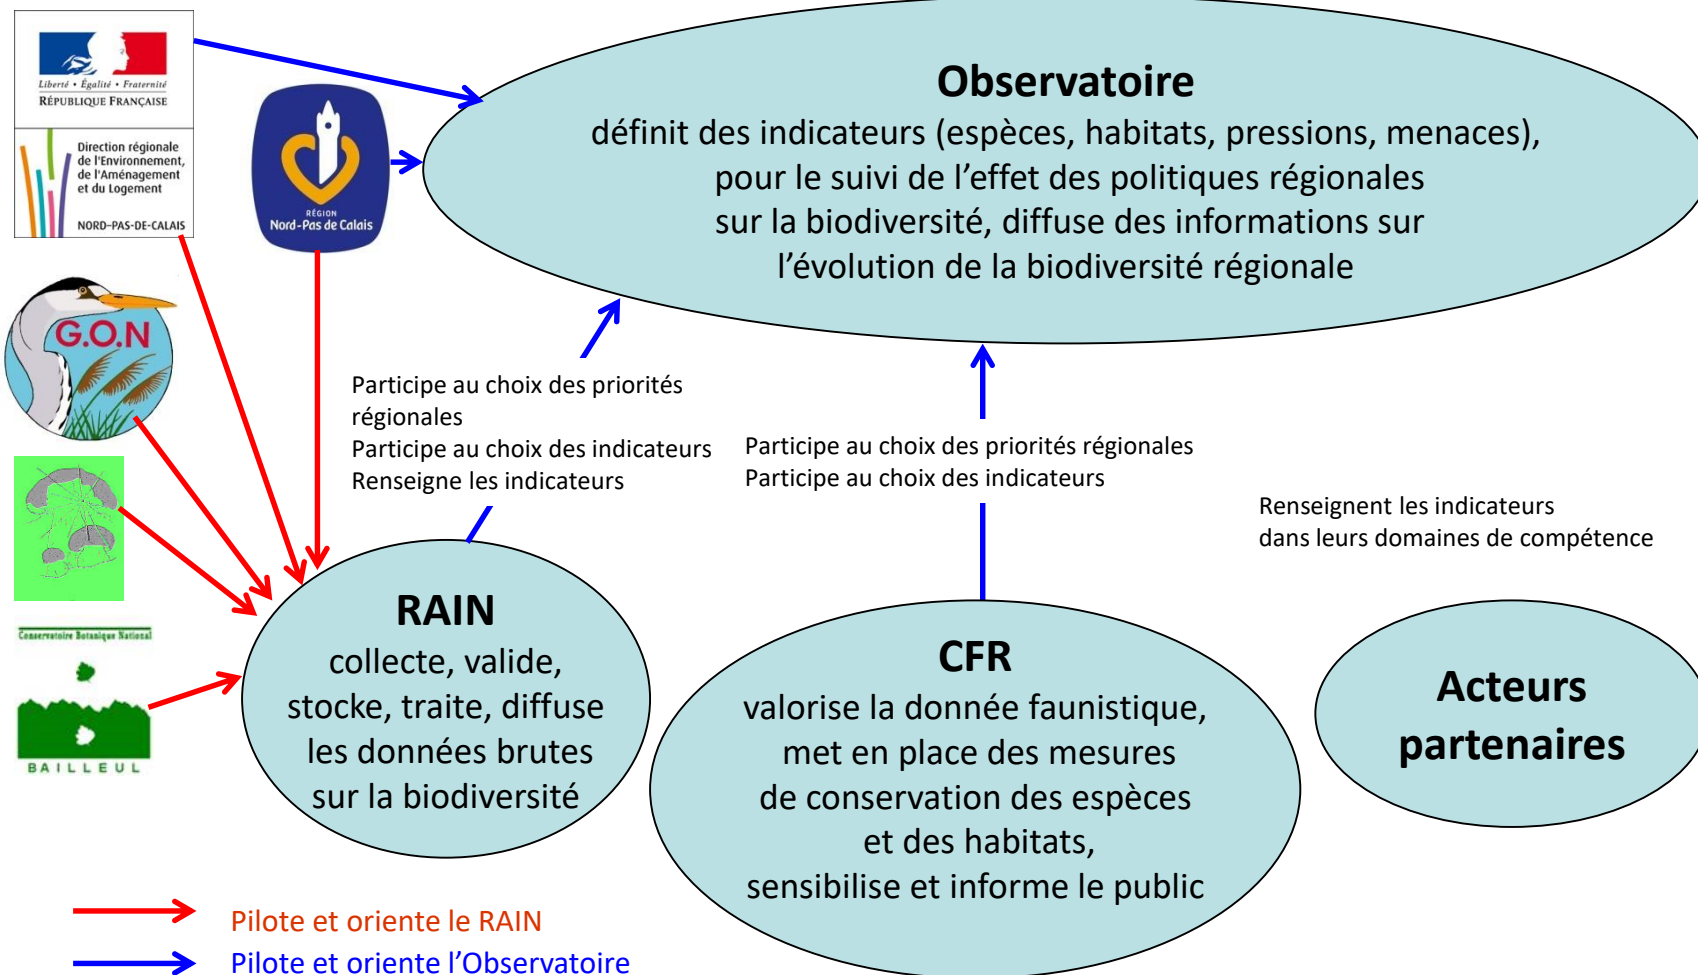 Liberté • Égalité • Fraternité
RÉPUBLIQUE FRANÇAISE
Direction régionale
de l'Environnement,
de l'Aménagement
et du Logement
NORD-PAS-DE-CALAIS
RÉGION
Nord-Pas de Calais
G.O.N
Conservatoire Botanique National
BAILLEUL
Observatoire
définit des indicateurs (espèces, habitats, pressions, menaces),
pour le suivi de l’effet des politiques régionales
sur la biodiversité, diffuse des informations sur
l’évolution de la biodiversité régionale
Participe au choix des priorités
régionales
Participe au choix des indicateurs
Renseigne les indicateurs
Participe au choix des priorités régionales
Participe au choix des indicateurs
Renseignent les indicateurs
dans leurs domaines de compétence
RAIN
collecte, valide,
stocke, traite, diffuse
les données brutes
sur la biodiversité
CFR
valorise la donnée faunistique,
met en place des mesures
de conservation des espèces
et des habitats,
sensibilise et informe le public
Acteurs
partenaires
Pilote et oriente le RAIN
Pilote et oriente l’Observatoire